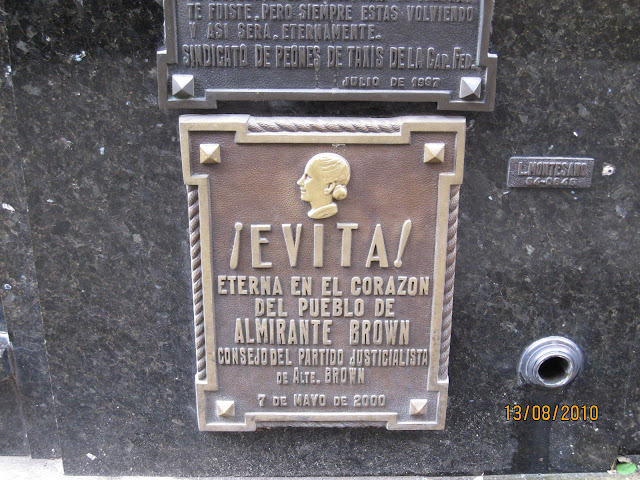 TE FUISTE. PERO SIEMPRE ESTAS VOLVIENDO
Y ASI SERA, ETERNAMENTE.
SINDICATO DE PEONES DE TAXIS DE LA CAP. FED.
JULIO DE 1997
¡EVITA!
ETERNA EN EL CORAZON
DEL PUEBLO DE
ALMIRANTE BROWN
CONSEJO DEL PARTIDO JUSTICIALISTA
DE ALTE. BROWN
7 DE MAYO DE 2000
L. MONTESANO
13/08/2010